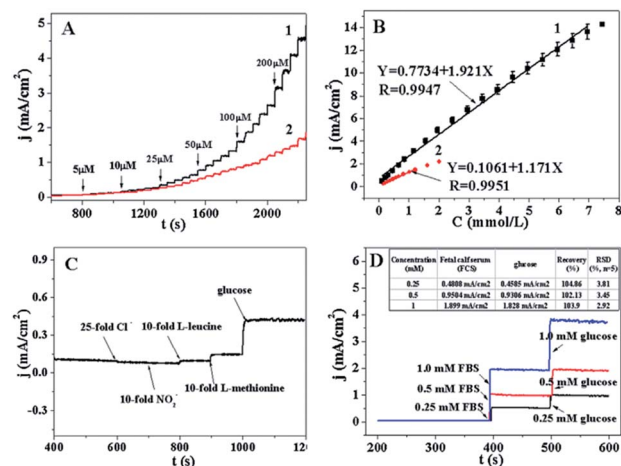 A
j (mA/cm²)
5
4
3
2
1
0
800
1200
1600
2000
t (s)
5μM
10μM
25μM
50μM
100μM
200μM
1
2
B
j (mA/cm²)
14
12
10
8
6
4
2
0
0
1
2
3
4
5
6
7
8
C (mmol/L)
Y=0.7734+1.921X
R=0.9947
1
2
Y=0.1061+1.171X
R=0.9951
C
j (mA/cm²)
0.9
0.6
0.3
0.0
-0.3
400
600
800
1000
1200
t (s)
glucose
25-fold Cl⁻
10-fold L-leucine
10-fold NO₂⁻
10-fold L-methionine
D
j (mA/cm²)
6
5
4
3
2
1
0
200
300
400
500
600
t (s)
Concentration (mM) Fetal calf serum (FCS) glucose Recovery (%) RSD (%, n=5)
0.25 0.4808 mA/cm2 0.4585 mA/cm2 104.86 3.81
0.5 0.9504 mA/cm2 0.9306 mA/cm2 102.13 3.45
1 1.899 mA/cm2 1.828 mA/cm2 103.9 2.92
1.0 mM FBS
0.5 mM FBS
0.25 mM FBS
1.0 mM glucose
0.5 mM glucose
0.25 mM glucose